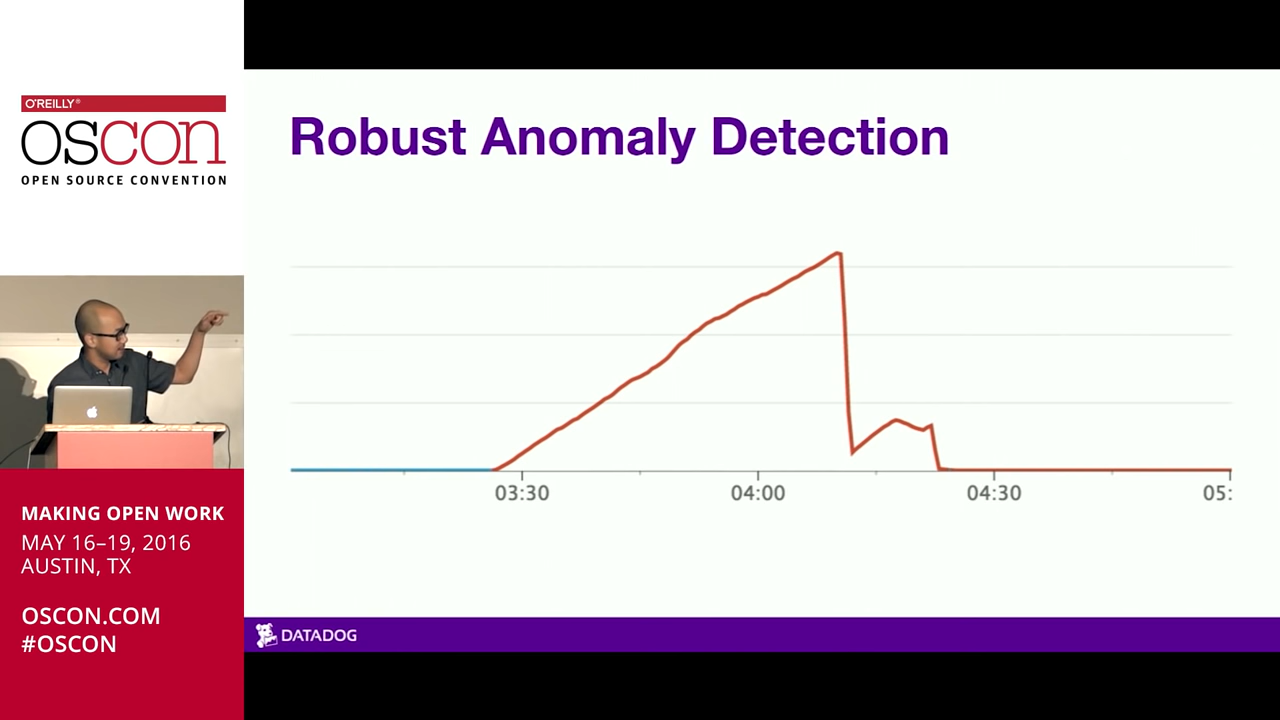 O'REILLY®
OSCON
OPEN SOURCE CONVENTION
MAKING OPEN WORK
MAY 16–19, 2016
AUSTIN, TX
OSCON.COM
#OSCON
Robust Anomaly Detection
03:30
04:00
04:30
05:
DATADOG